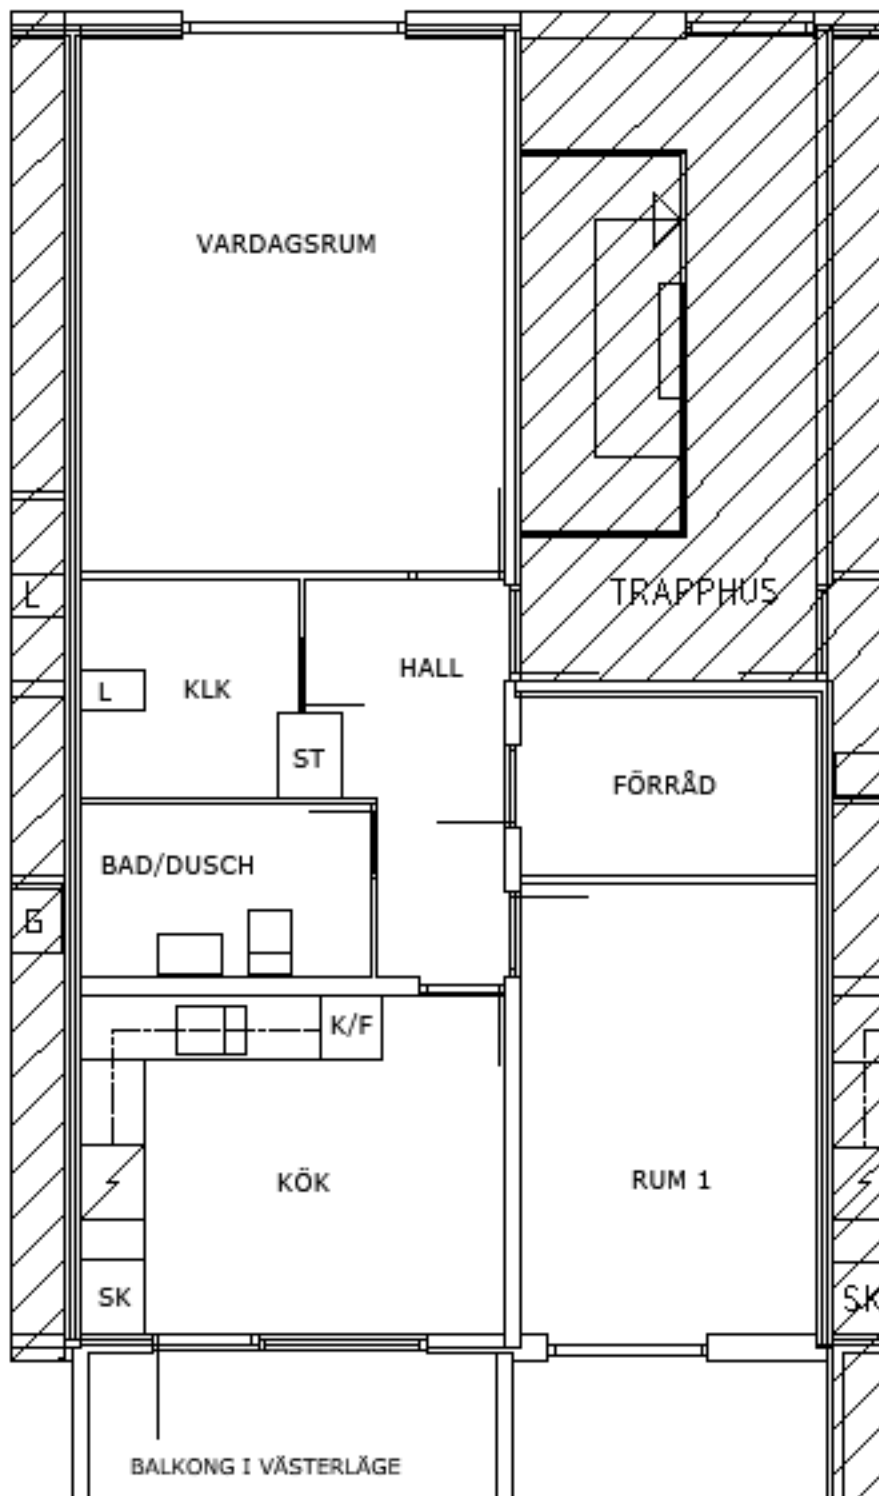 VARDAGSRUM
TRAPPHUS
L
HALL
L
KLK
ST
FÖRRÅD
BAD/DUSCH
G
K/F
KÖK
RUM 1
SK
SK
BALKONG I VÄSTERLÄGE